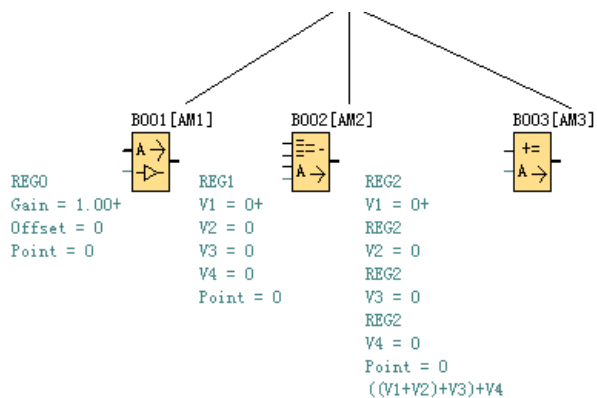 B001[AM1]
B002[AM2]
B003[AM3]
A→
A→
+=
A→
REG0
Gain = 1.00+
Offset = 0
Point = 0
REG1
V1 = 0+
V2 = 0
V3 = 0
V4 = 0
Point = 0
REG2
V1 = 0+
REG2
V2 = 0
REG2
V3 = 0
REG2
V4 = 0
Point = 0
((V1+V2)+V3)+V4